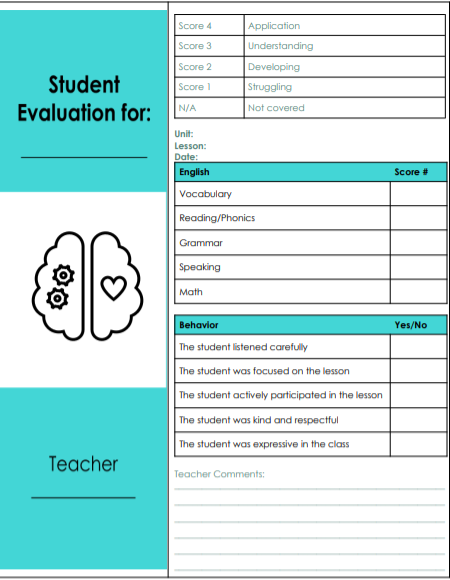 Student
Evaluation for:
Teacher
Score 4 Application
Score 3 Understanding
Score 2 Developing
Score 1 Struggling
N/A Not covered
Unit:
Lesson:
Date:
English Score #
Vocabulary
Reading/Phonics
Grammar
Speaking
Math
Behavior Yes/No
The student listened carefully
The student was focused on the lesson
The student actively participated in the lesson
The student was kind and respectful
The student was expressive in the class
Teacher Comments: